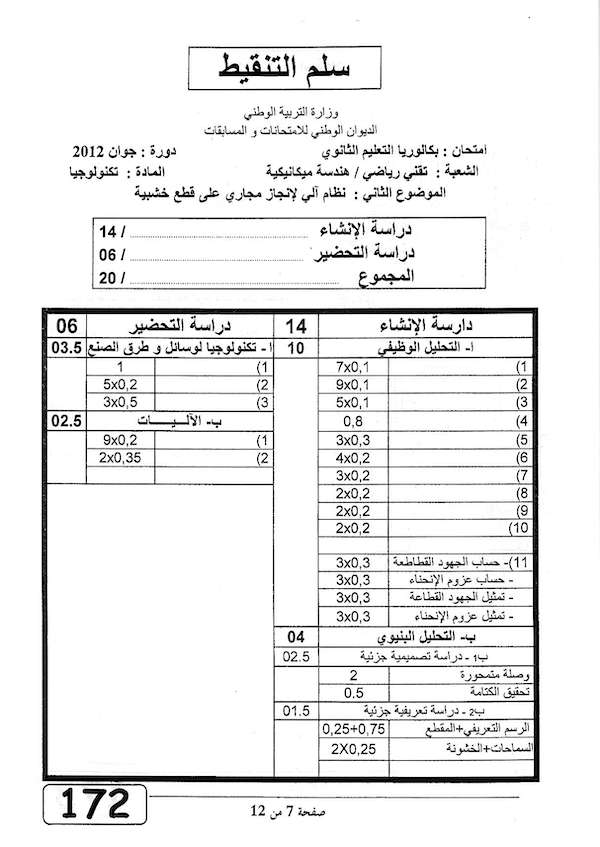 سلم التنقيط
وزارة التربية الوطني
الديوان الوطني للامتحانات و المسابقات
امتحان : بكالوريا التعليم الثانوي دورة : جوان 2012
الشعبة : تقني رياضي / هندسة ميكانيكية المادة : تكنولوجيا
الموضوع الثاني : نظام آلي لإنجاز مجاري على قطع خشبية
دراسة الإنشاء ........ / 14
دراسة التحضير ........ / 06
المجموع ........ / 20
دارسة الإنشاء 14
أ- التحليل الوظيفي 10
1) 7x0,1
2) 9x0,1
3) 5x0,1
4) 0,8
5) 3x0,3
6) 4x0,2
7) 3x0,2
8) 2x0,2
9) 2x0,2
10) 2x0,2
11)- حساب الجهود القطاطعة 3x0,3
- حساب عزوم الإنحناء 3x0,3
- تمثيل الجهود القطاعة 3x0,3
- تمثيل عزوم الإنحناء 3x0,3
ب- التحليل البنيوي 04
ب1- دراسة تصميمية جزئية 02.5
وصلة متمحورة 2
تحقيق الكتامة 0.5
ب2- دراسة تعريفية جزئية 01.5
الرسم التعريفي+المقطع 0,25+0,75
السماحات+الخشونة 2X0,25
دراسة التحضير 06
ا- تكنولوجيا لوسائل و طرق الصنع 03.5
1) 1
2) 5x0,2
3) 3x0,5
ب- الآليــــات 02.5
1) 9x0,2
2) 2x0,35
172
صفحة 7 من 12